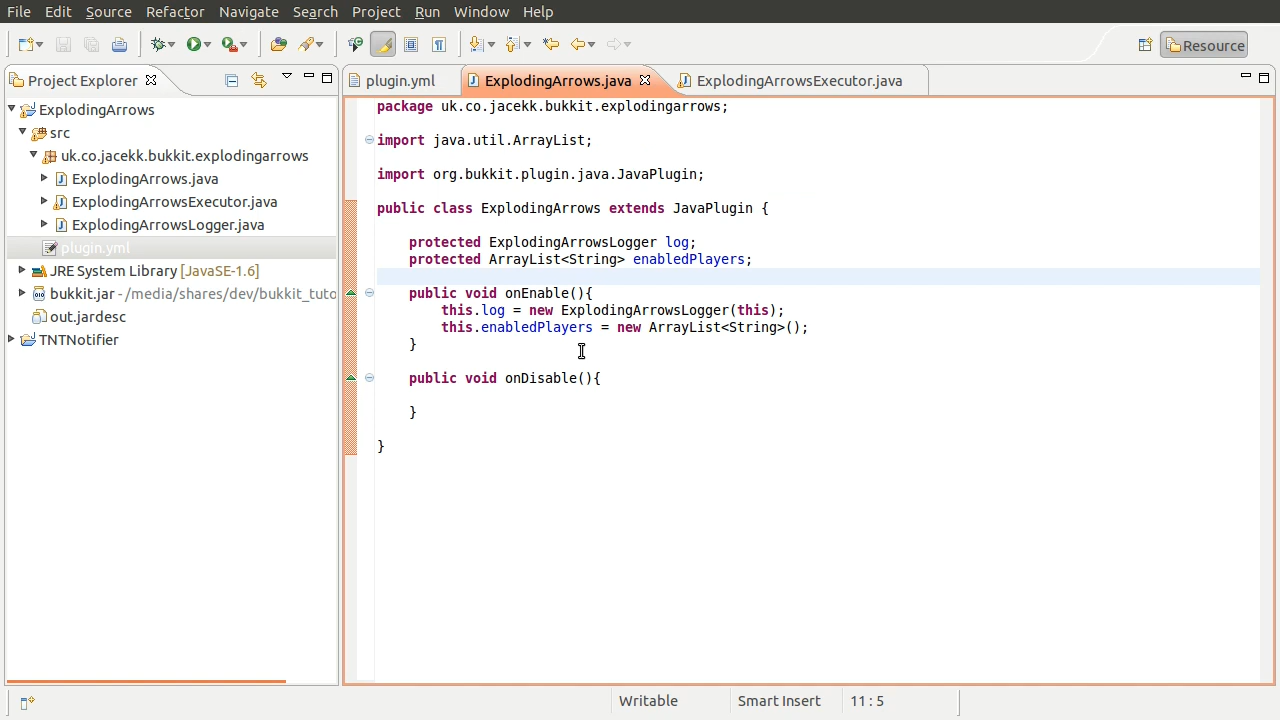 File Edit Source Refactor Navigate Search Project Run Window Help
Resource
Project Explorer
plugin.yml ExplodingArrows.java ExplodingArrowsExecutor.java
ExplodingArrows
src
uk.co.jacekk.bukkit.explodingarrows
ExplodingArrows.java
ExplodingArrowsExecutor.java
ExplodingArrowsLogger.java
plugin.yml
JRE System Library [JavaSE-1.6]
bukkit.jar - /media/shares/dev/bukkit_tuto
out.jardesc
TNTNotifier
package uk.co.jacekk.bukkit.explodingarrows;
import java.util.ArrayList;
import org.bukkit.plugin.java.JavaPlugin;
public class ExplodingArrows extends JavaPlugin {
protected ExplodingArrowsLogger log;
protected ArrayList<String> enabledPlayers;
public void onEnable(){
this.log = new ExplodingArrowsLogger(this);
this.enabledPlayers = new ArrayList<String>();
}
public void onDisable(){
}
}
Writable Smart Insert 11 : 5